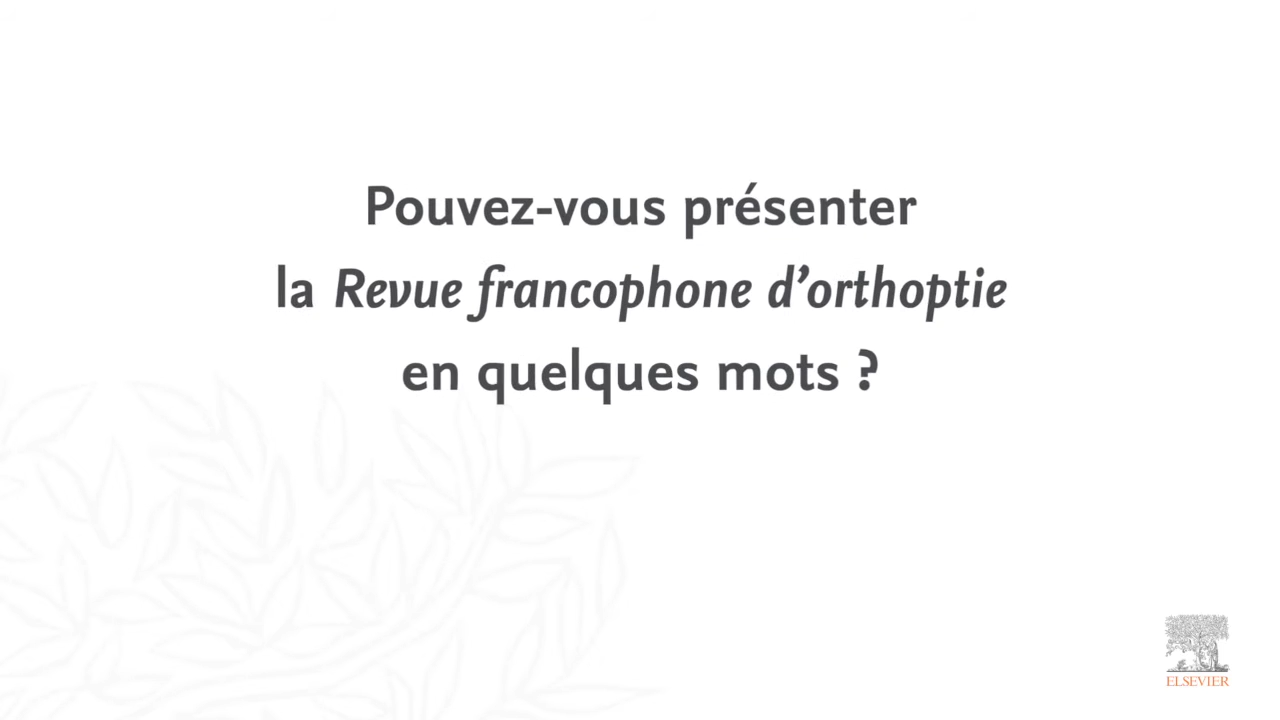 Pouvez-vous présenter
la Revue francophone d’orthoptie
en quelques mots ?
ELSEVIER